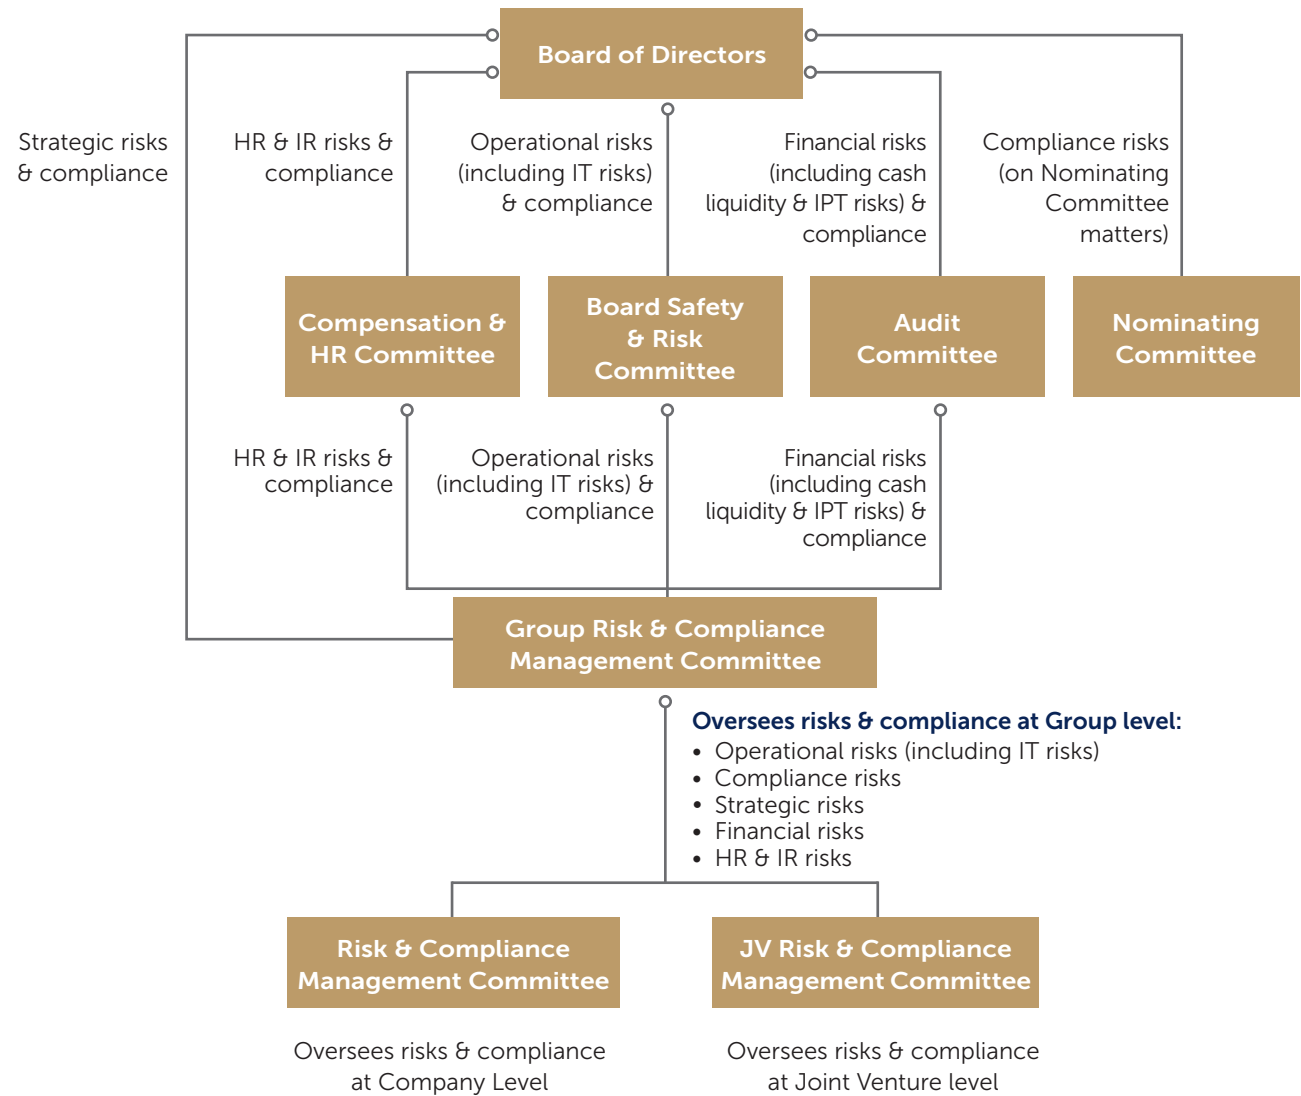 Board of Directors
Strategic risks
& compliance
HR & IR risks &
compliance
Operational risks
(including IT risks)
& compliance
Financial risks
(including cash
liquidity & IPT risks) &
compliance
Compliance risks
(on Nominating
Committee
matters)
Compensation &
HR Committee
Board Safety
& Risk
Committee
Audit
Committee
Nominating
Committee
HR & IR risks &
compliance
Operational risks
(including IT risks) &
compliance
Financial risks
(including cash
liquidity & IPT risks) &
compliance
Group Risk & Compliance
Management Committee
Oversees risks & compliance at Group level:
• Operational risks (including IT risks)
• Compliance risks
• Strategic risks
• Financial risks
• HR & IR risks
Risk & Compliance
Management Committee
JV Risk & Compliance
Management Committee
Oversees risks & compliance
at Company Level
Oversees risks & compliance
at Joint Venture level